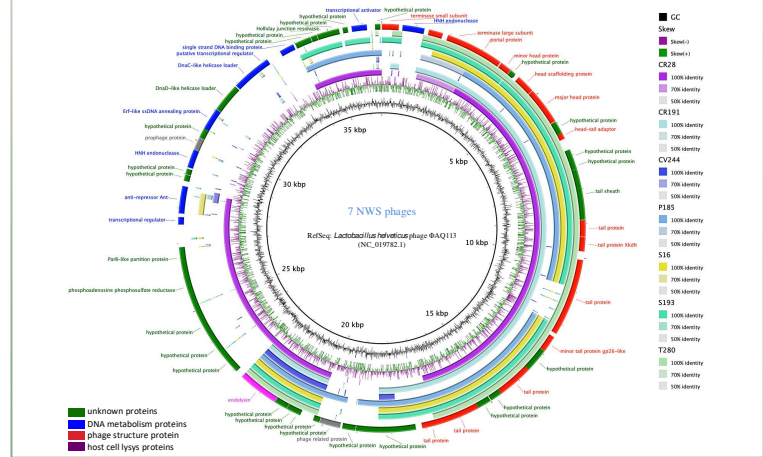 transcriptional activator
hypothetical protein
hypothetical protein
terminase small subunit
hypothetical protein
HNH endonuclease
Holliday junction resolvase
hypothetical protein
hypothetical protein
single strand DNA binding protein
putative transcriptional regulator
DnaC-like helicase loader
DnaD-like helicase loader
Erf-like ssDNA annealing protein
hypothetical protein
prophage protein
HNH endonuclease
hypothetical protein
hypothetical protein
anti-repressor Ant
transcriptional regulator
ParB-like partition protein
phosphoadenosine phosphosulfate reductase
hypothetical protein
hypothetical protein
hypothetical protein
endolysin
hypothetical protein
hypothetical protein
hypothetical protein
hypothetical protein
phage related protein
hypothetical protein
hypothetical protein
terminase large subunit
portal protein
minor head protein
hypothetical protein
head scaffolding protein
major head protein
hypothetical protein
head-tail adaptor
hypothetical protein
hypothetical protein
tail sheath
tail protein
tail protein XkdN
tail protein
minor tail protein gp26-like
hypothetical protein
tail protein
hypothetical protein
hypothetical protein
tail protein
tail protein
35 kbp
5 kbp
30 kbp
10 kbp
25 kbp
15 kbp
20 kbp
7 NWS phages
RefSeq: Lactobacillus helveticus phage ΦAQ113
(NC_019782.1)
GC
Skew
Skew(-)
Skew(+)
CR28
100% identity
70% identity
50% identity
CR191
100% identity
70% identity
50% identity
CV244
100% identity
70% identity
50% identity
P185
100% identity
70% identity
50% identity
S16
100% identity
70% identity
50% identity
S193
100% identity
70% identity
50% identity
T280
100% identity
70% identity
50% identity
unknown proteins
DNA metabolism proteins
phage structure protein
host cell lysys proteins